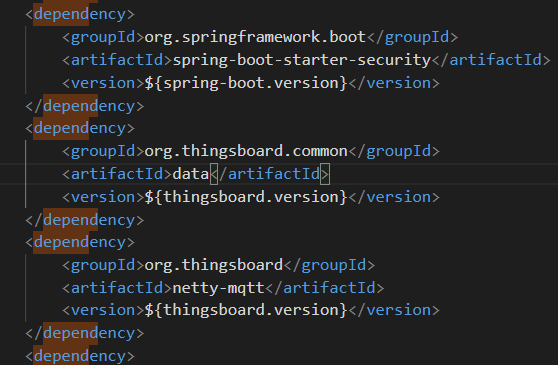 <dependency>
<groupId>org.springframework.boot</groupId>
<artifactId>spring-boot-starter-security</artifactId>
<version>${spring-boot.version}</version>
</dependency>
<dependency>
<groupId>org.thingsboard.common</groupId>
<artifactId>data</artifactId>
<version>${thingsboard.version}</version>
</dependency>
<dependency>
<groupId>org.thingsboard</groupId>
<artifactId>netty-mqtt</artifactId>
<version>${thingsboard.version}</version>
</dependency>
<dependency>